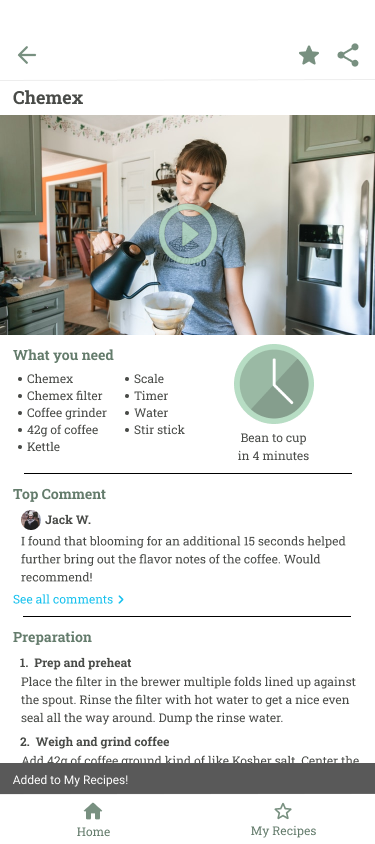 Chemex
What you need
• Chemex
• Chemex filter
• Coffee grinder
• 42g of coffee
• Kettle
• Scale
• Timer
• Water
• Stir stick
Bean to cup
in 4 minutes
Top Comment
Jack W.
I found that blooming for an additional 15 seconds helped
further bring out the flavor notes of the coffee. Would
recommend!
See all comments
Preparation
1. Prep and preheat
Place the filter in the brewer multiple folds lined up against
the spout. Rinse the filter with hot water to get a nice even
seal all the way around. Dump the rinse water.
2. Weigh and grind coffee
Add 42g of coffee ground kind of like Kosher salt. Center the
Added to My Recipes!
Home
My Recipes